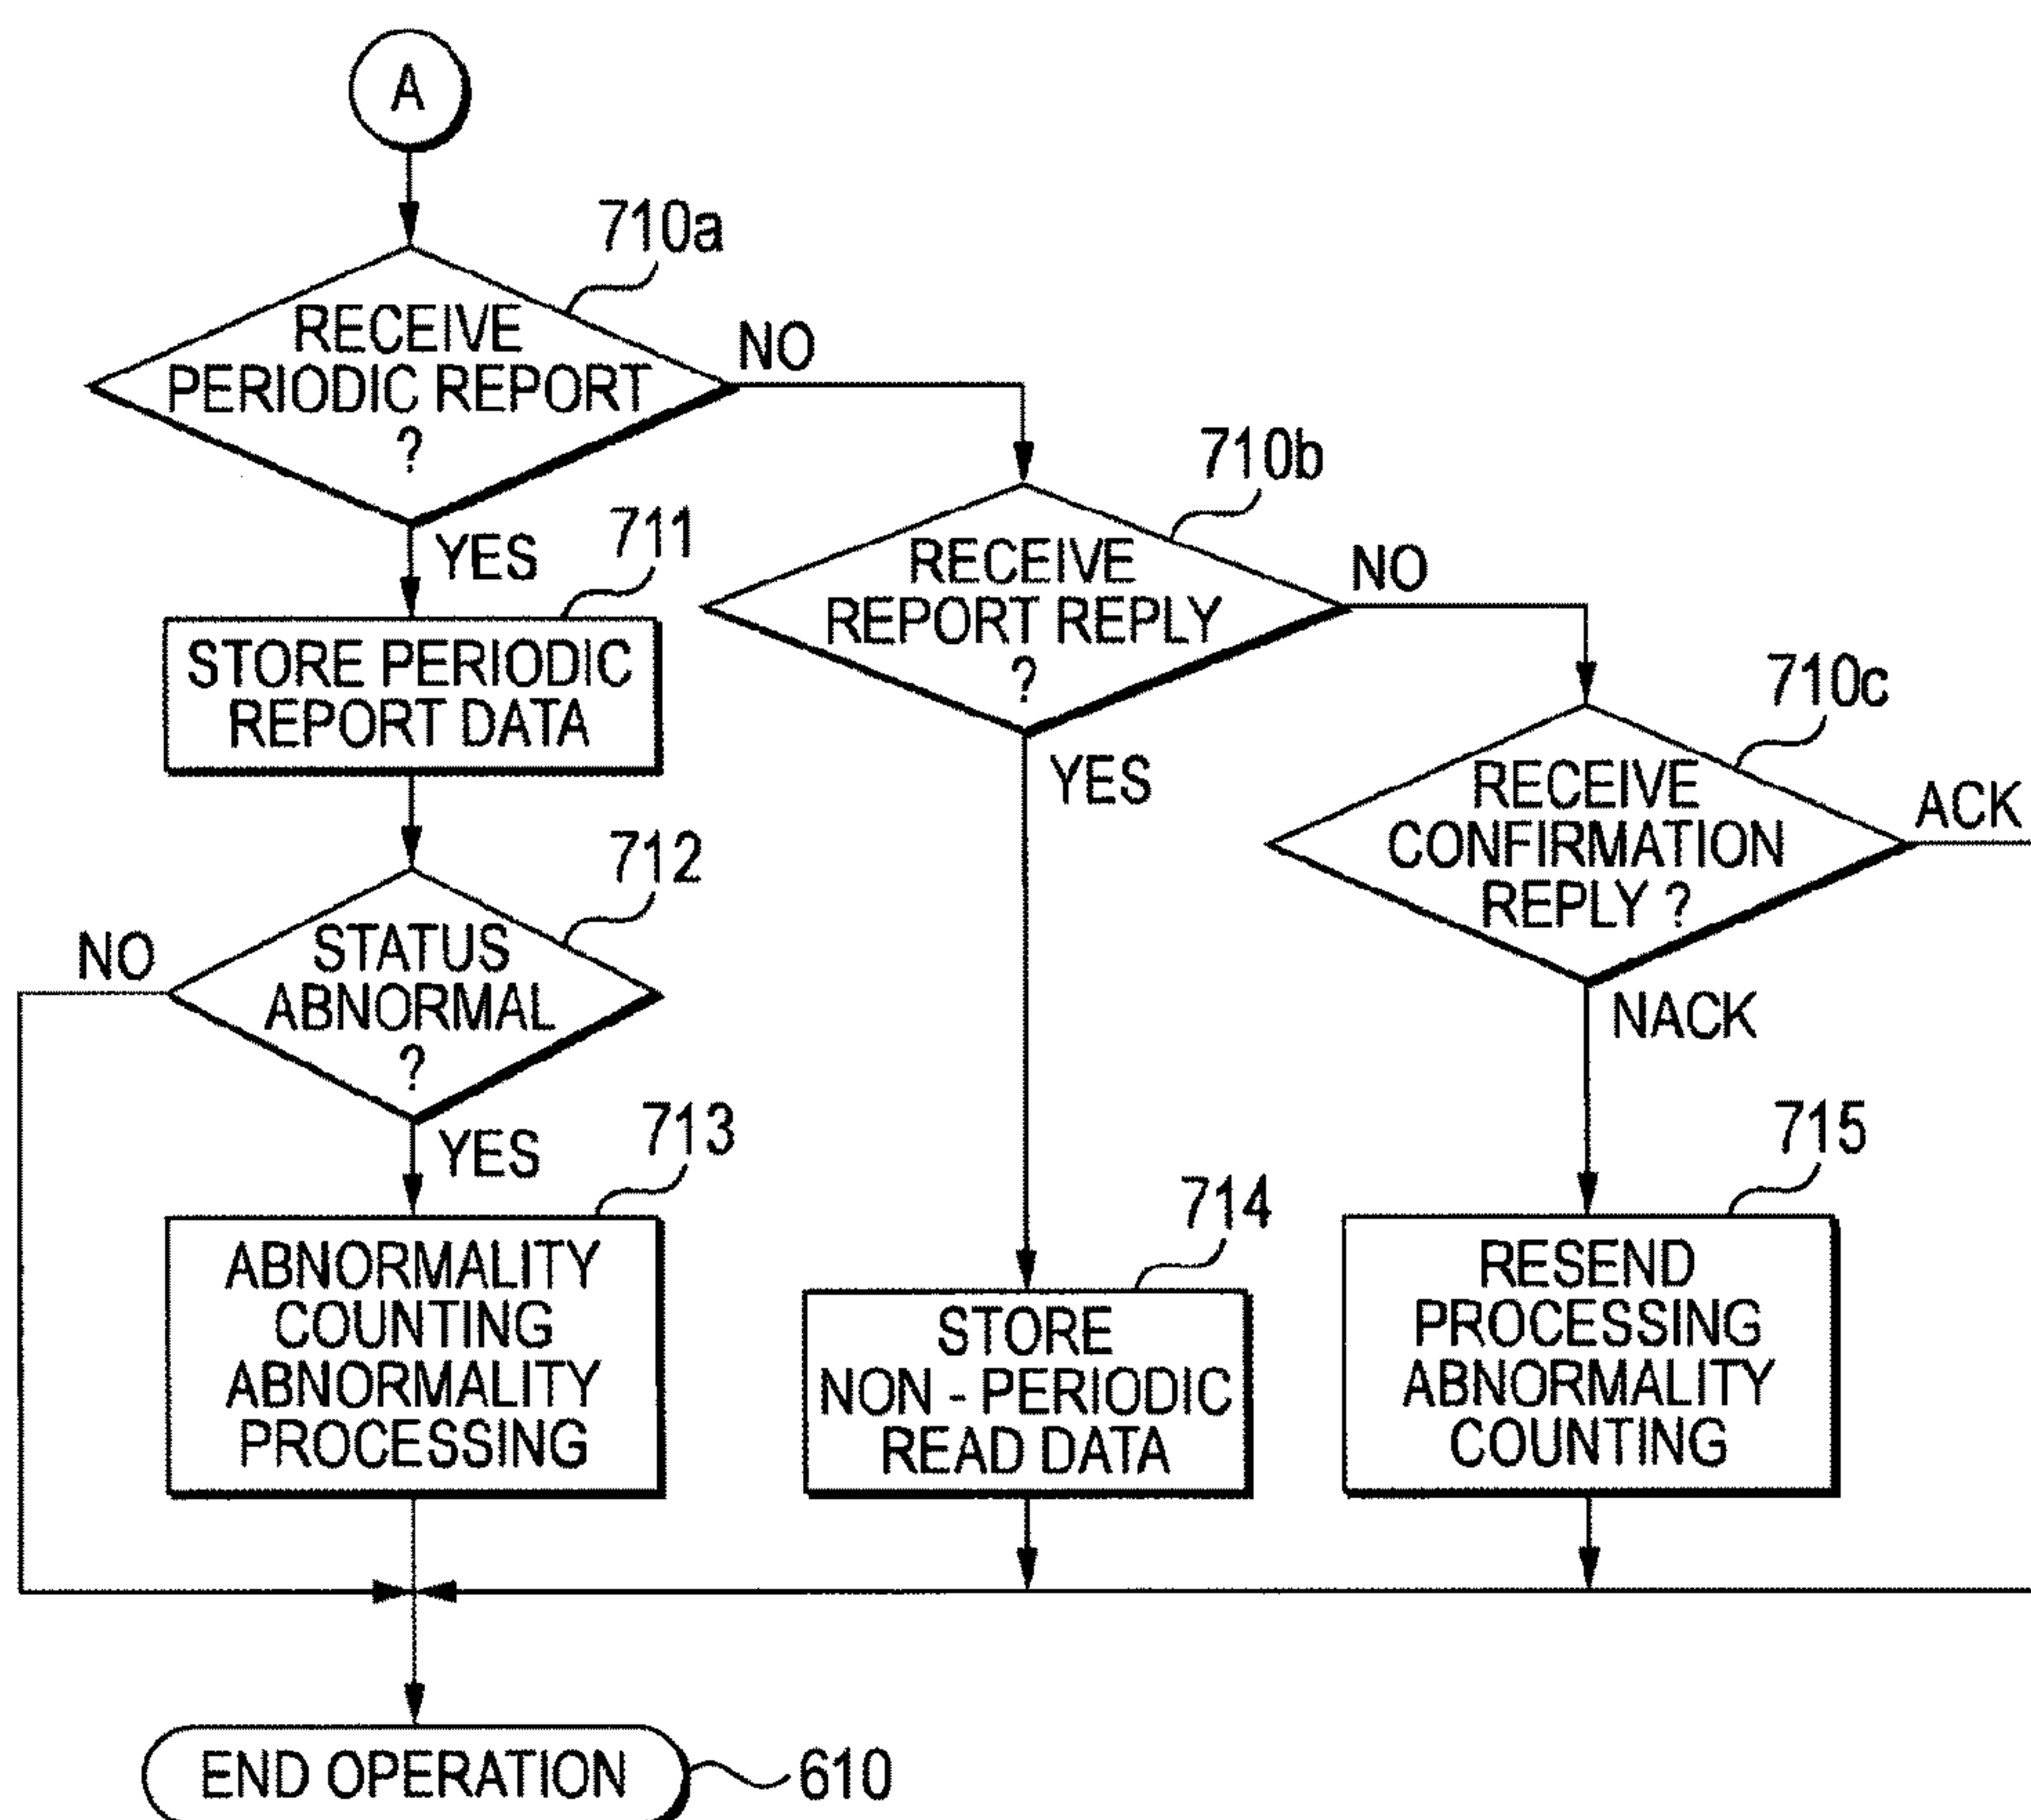 A
710a
RECEIVE
PERIODIC REPORT
?
NO
YES
710b
RECEIVE
REPORT REPLY
?
NO
YES
710c
RECEIVE
CONFIRMATION
REPLY ?
ACK
NACK
711
STORE PERIODIC
REPORT DATA
712
STATUS
ABNORMAL
?
NO
YES
713
ABNORMALITY
COUNTING
ABNORMALITY
PROCESSING
714
STORE
NON - PERIODIC
READ DATA
715
RESEND
PROCESSING
ABNORMALITY
COUNTING
END OPERATION
610